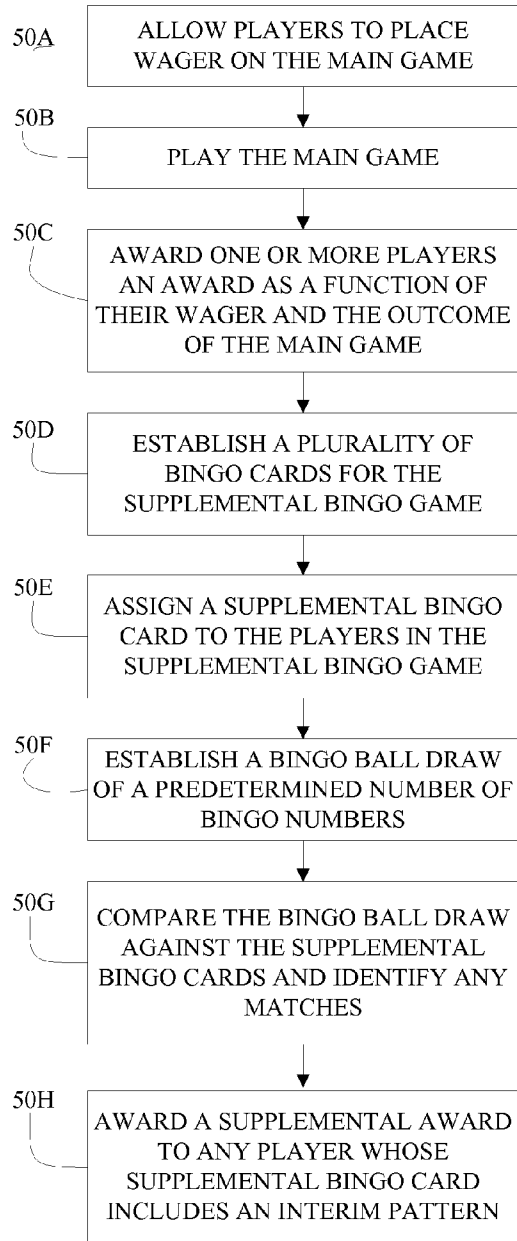 50A
ALLOW PLAYERS TO PLACE
WAGER ON THE MAIN GAME
50B
PLAY THE MAIN GAME
50C
AWARD ONE OR MORE PLAYERS
AN AWARD AS A FUNCTION OF
THEIR WAGER AND THE OUTCOME
OF THE MAIN GAME
50D
ESTABLISH A PLURALITY OF
BINGO CARDS FOR THE
SUPPLEMENTAL BINGO GAME
50E
ASSIGN A SUPPLEMENTAL BINGO
CARD TO THE PLAYERS IN THE
SUPPLEMENTAL BINGO GAME
50F
ESTABLISH A BINGO BALL DRAW
OF A PREDETERMINED NUMBER OF
BINGO NUMBERS
50G
COMPARE THE BINGO BALL DRAW
AGAINST THE SUPPLEMENTAL
BINGO CARDS AND IDENTIFY ANY
MATCHES
50H
AWARD A SUPPLEMENTAL AWARD
TO ANY PLAYER WHOSE
SUPPLEMENTAL BINGO CARD
INCLUDES AN INTERIM PATTERN